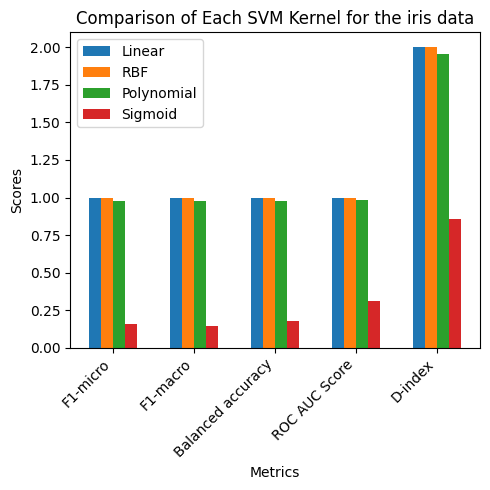 Comparison of Each SVM Kernel for the iris data
Linear
RBF
Polynomial
Sigmoid
Scores
2.00
1.75
1.50
1.25
1.00
0.75
0.50
0.25
0.00
F1-micro
F1-macro
Balanced accuracy
ROC AUC Score
D-index
Metrics